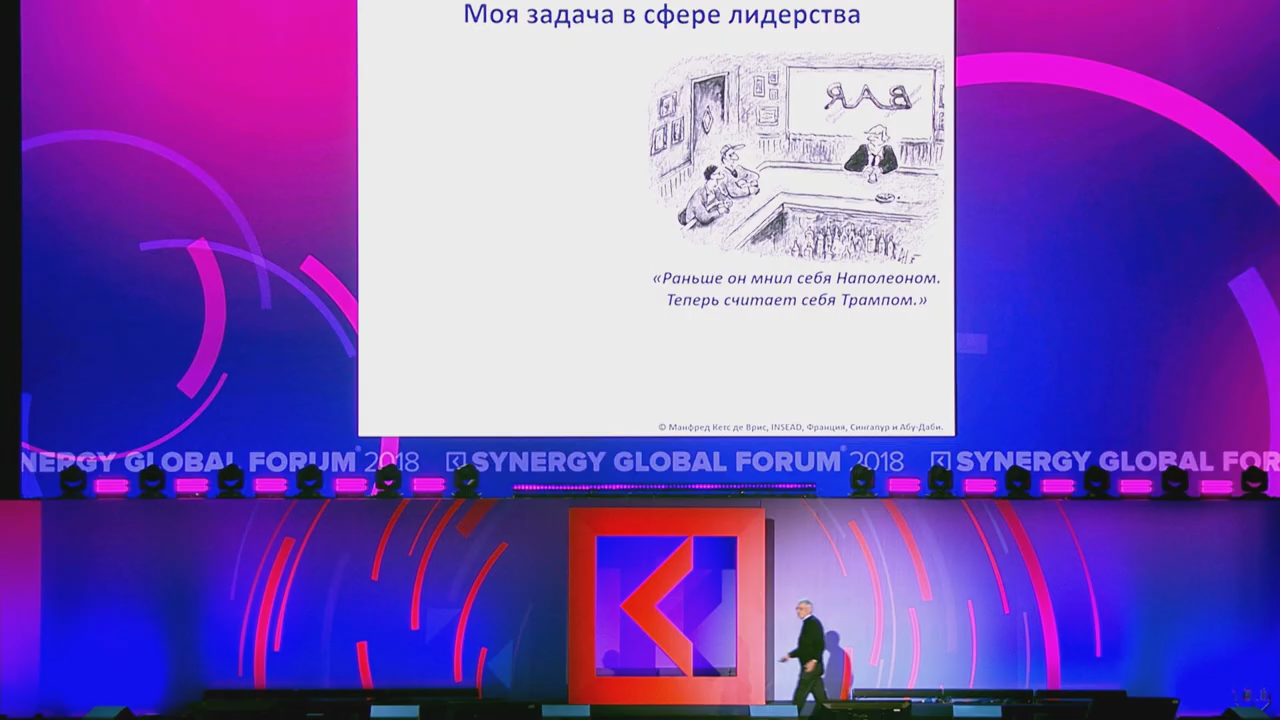 Моя задача в сфере лидерства
BAR
«Раньше он мнил себя Наполеоном.
Теперь считает себя Трампом.»
© Манфред Кетс де Врис, INSEAD, Франция, Сингапур и Абу-Даби.
NERGY GLOBAL FORUM 2018 SYNERGY GLOBAL FORUM 2018 SYNERGY GLOBAL FOR